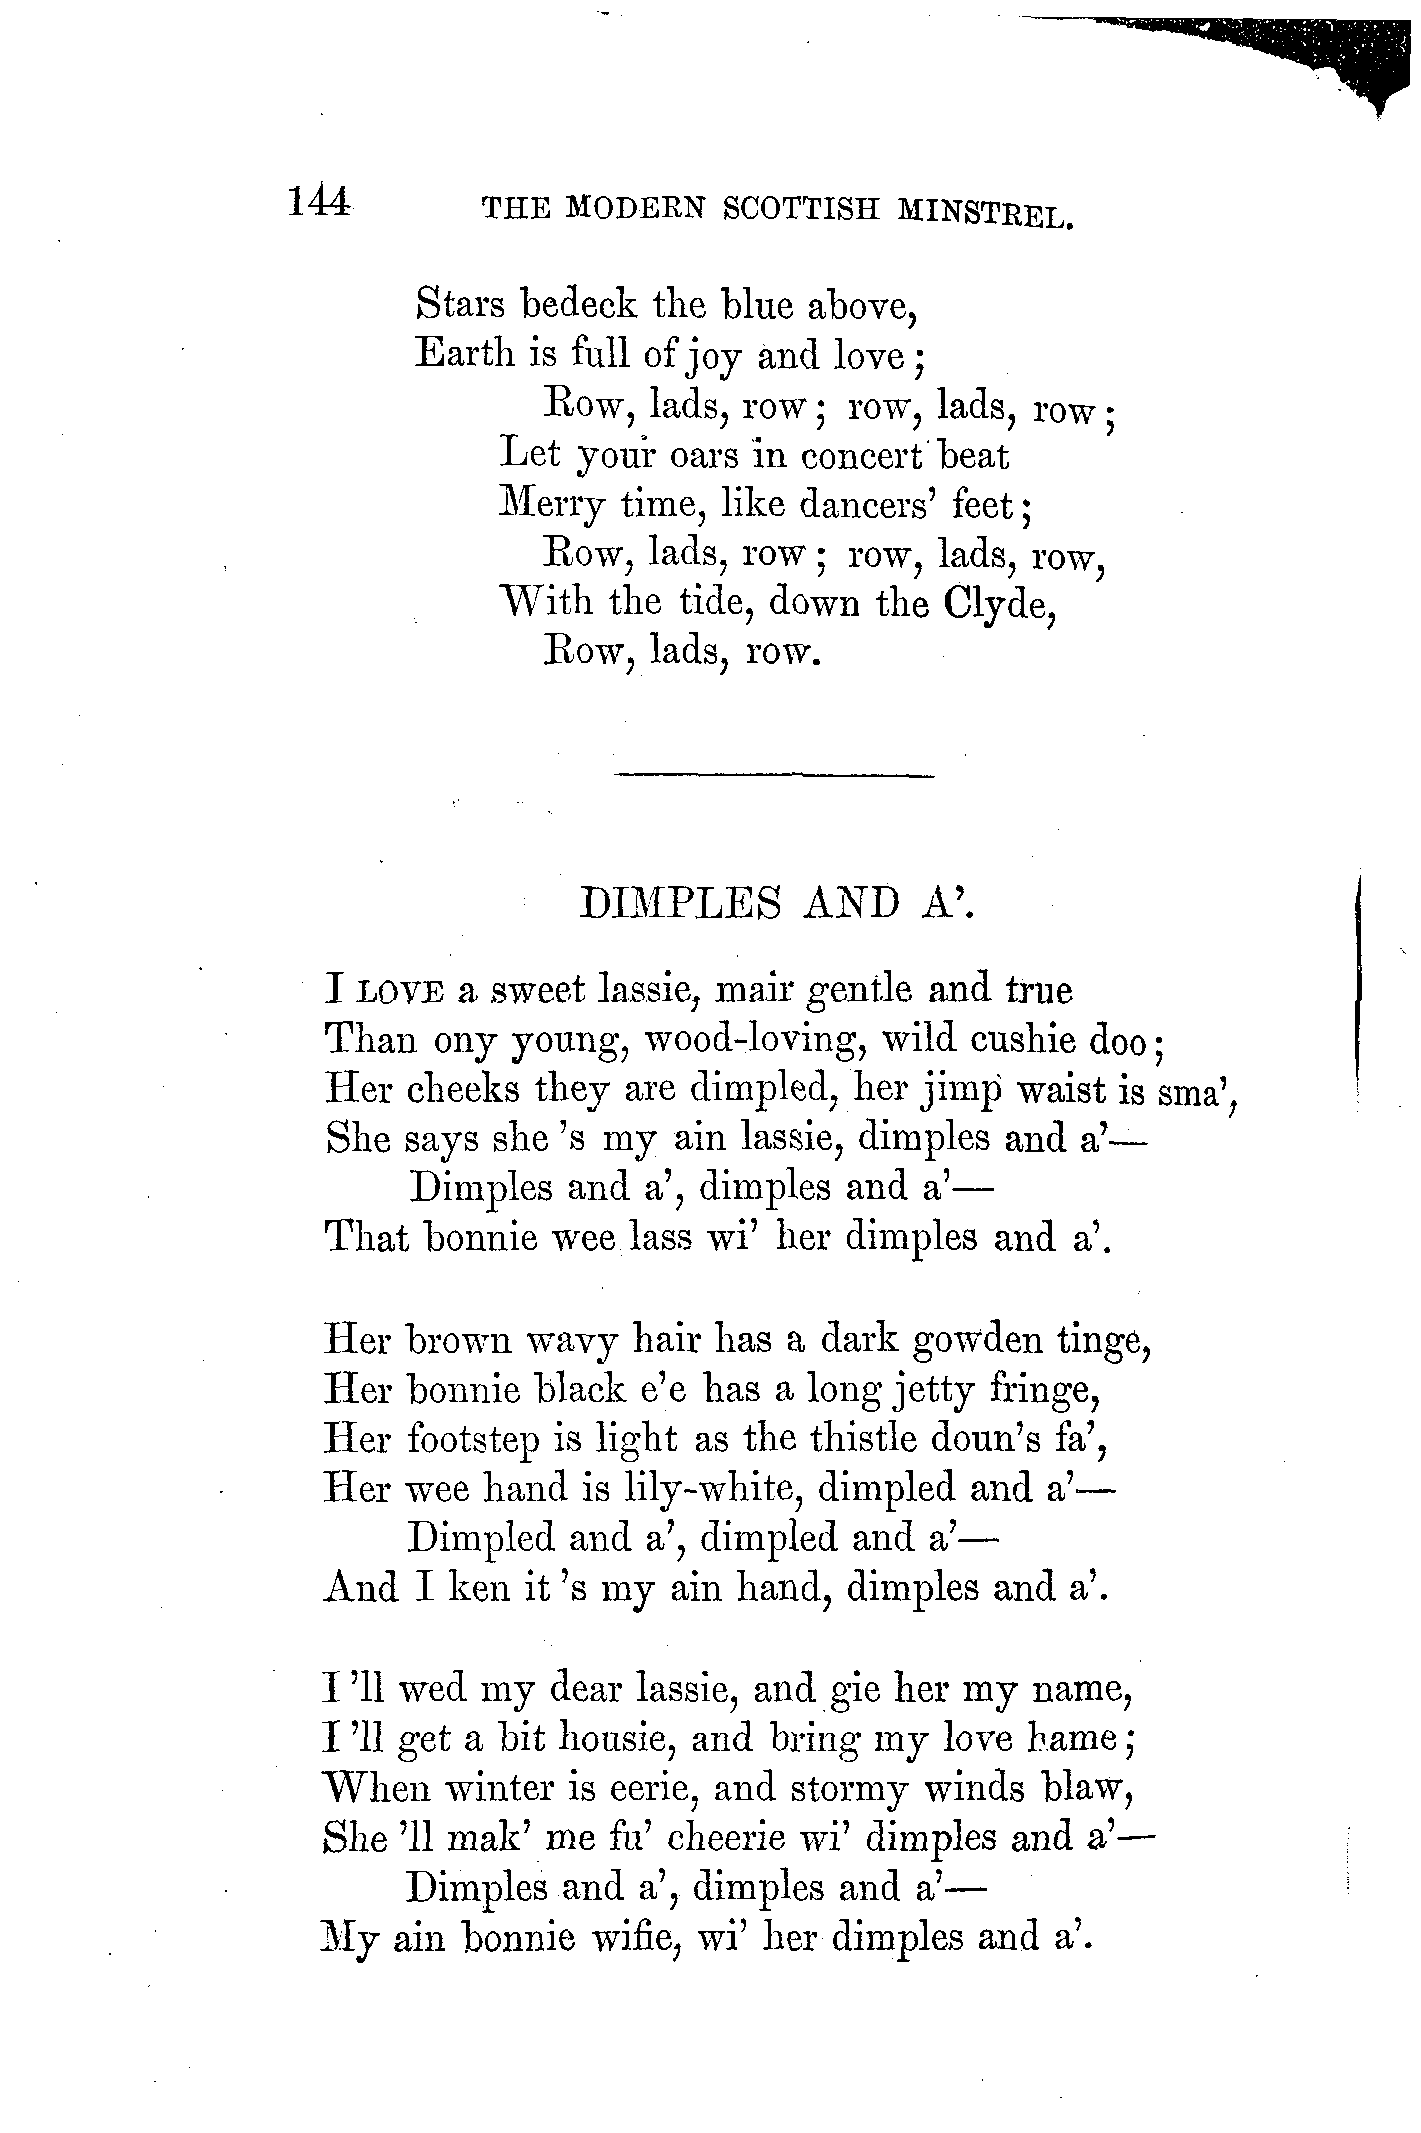 144 THE MODERN SCOTTISH MINSTREL.
Stars bedeck the blue above,
Earth is full of joy and love;
Row, lads, row; row, lads, row;
Let your oars in concert beat
Merry time, like dancers' feet;
Row, lads, row; row, lads, row,
With the tide, down the Clyde,
Row, lads, row.
DIMPLES AND A'.
I LOVE a sweet lassie, mair gentle and true
Than ony young, wood-loving, wild cushie doo;
Her cheeks they are dimpled, her jimp waist is sma',
She says she 's my ain lassie, dimples and a'—
Dimples and a', dimples and a'—
That bonnie wee lass wi' her dimples and a'.
Her brown wavy hair has a dark gowden tinge,
Her bonnie black e'e has a long jetty fringe,
Her footstep is light as the thistle doun's fa',
Her wee hand is lily-white, dimpled and a'—
Dimpled and a', dimpled and a'—
And I ken it 's my ain hand, dimples and a'.
I 'll wed my dear lassie, and gie her my name,
I 'll get a bit housie, and bring my love hame;
When winter is eerie, and stormy winds blaw,
She 'll mak' me fu' cheerie wi' dimples and a'—
Dimples and a', dimples and a'—
My ain bonnie wifie, wi' her dimples and a'.